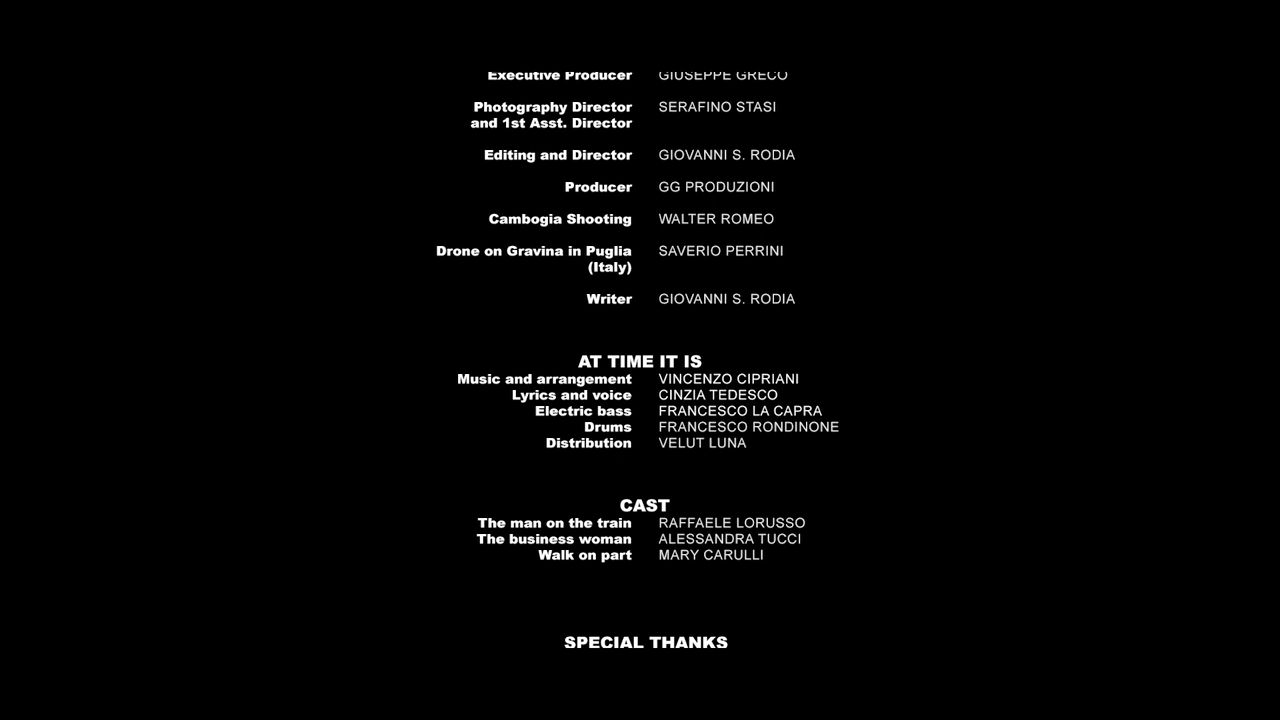 Executive Producer GIUSEPPE GRECO
Photography Director SERAFINO STASI
and 1st Asst. Director
Editing and Director GIOVANNI S. RODIA
Producer GG PRODUZIONI
Cambogia Shooting WALTER ROMEO
Drone on Gravina in Puglia SAVERIO PERRINI
(Italy)
Writer GIOVANNI S. RODIA
AT TIME IT IS
Music and arrangement VINCENZO CIPRIANI
Lyrics and voice CINZIA TEDESCO
Electric bass FRANCESCO LA CAPRA
Drums FRANCESCO RONDINONE
Distribution VELUT LUNA
CAST
The man on the train RAFFAELE LORUSSO
The business woman ALESSANDRA TUCCI
Walk on part MARY CARULLI
SPECIAL THANKS